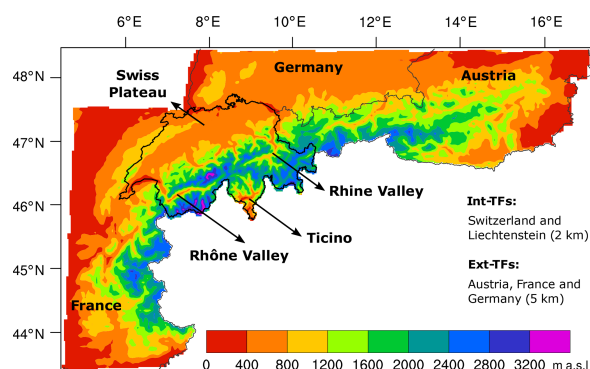 6°E 8°E 10°E 12°E 14°E 16°E
48°N
47°N
46°N
45°N
44°N
Germany
Austria
Swiss
Plateau
Rhine Valley
Ticino
Rhône Valley
France
Int-TFs:
Switzerland and
Liechtenstein (2 km)
Ext-TFs:
Austria, France and
Germany (5 km)
0 400 800 1200 1600 2000 2400 2800 3200 m a.s.l